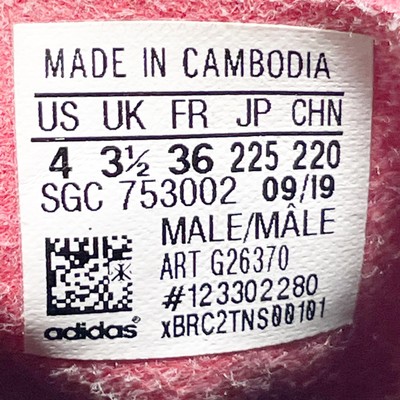 MADE IN CAMBODIA
US UK FR JP CHN
4 3½ 36 225 220
SGC 753002 09/19
MALE/MÂLE
ART G26370
#123302280
adidas xBRC2TNS00101